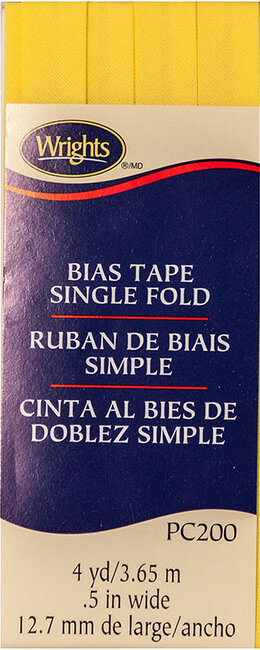 Wrights
®/MD
BIAS TAPE
SINGLE FOLD
RUBAN DE BIAIS
SIMPLE
CINTA AL BIES DE
DOBLEZ SIMPLE
PC200
4 yd/3.65 m
.5 in wide
12.7 mm de large/ancho